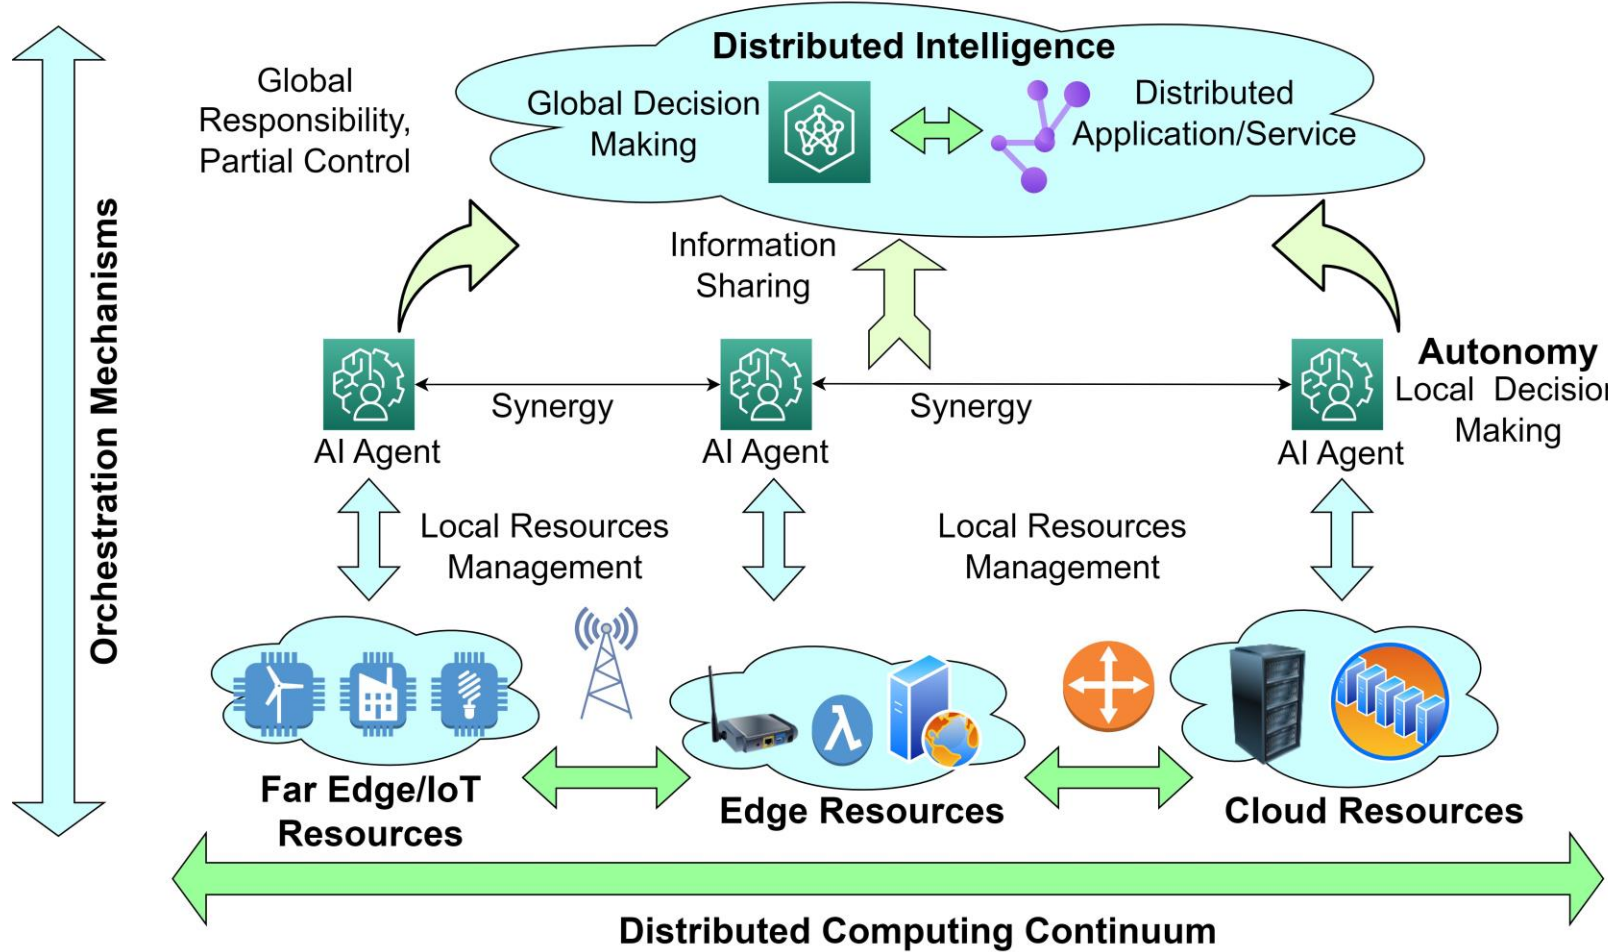 Distributed Intelligence
Global
Responsibility,
Partial Control
Global Decision
Making
Distributed
Application/Service
Information
Sharing
Orchestration Mechanisms
Synergy
Synergy
AI Agent
AI Agent
AI Agent
Autonomy
Local Decision
Making
Local Resources
Management
Local Resources
Management
λ
Far Edge/IoT
Resources
Edge Resources
Cloud Resources
Distributed Computing Continuum